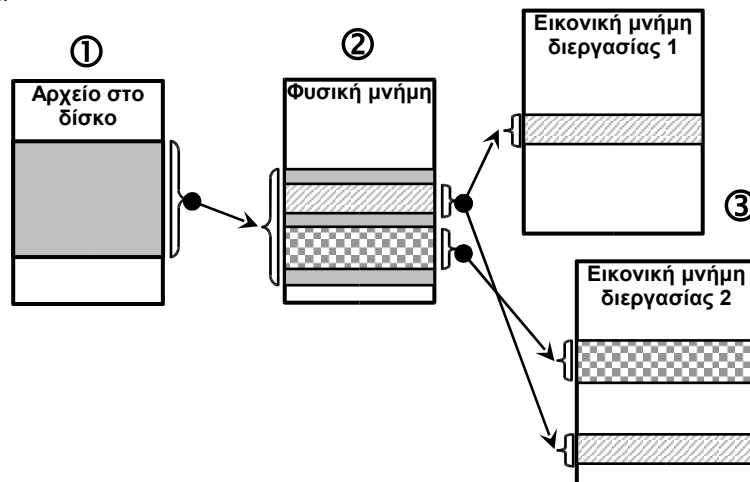 ①
Αρχείο στο
δίσκο
②
Φυσική μνήμη
Εικονική μνήμη
διεργασίας 1
③
Εικονική μνήμη
διεργασίας 2